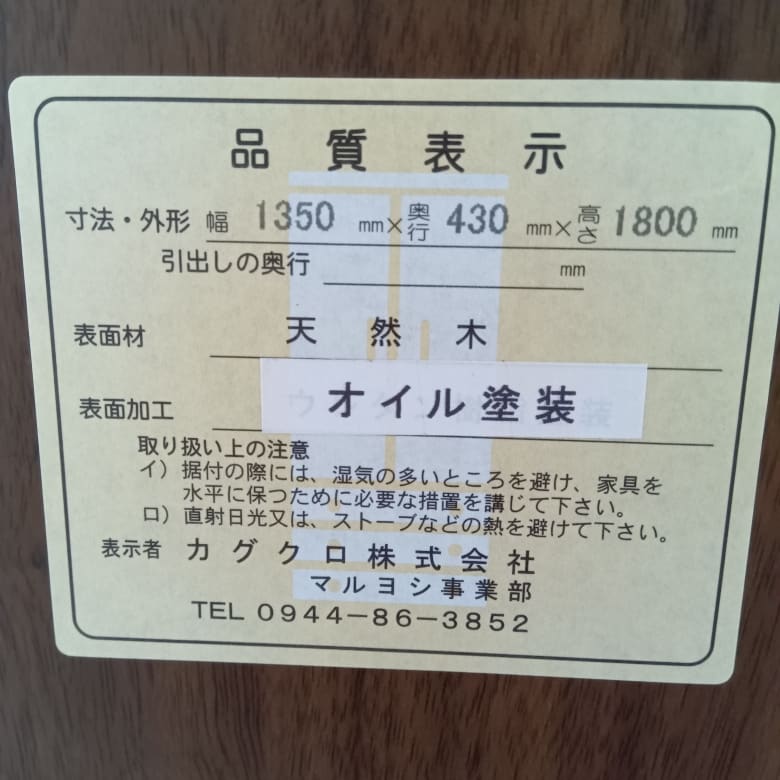 品質表示
寸法・外形 幅 1350 mm×奥行 430 mm×高さ 1800 mm
引出しの奥行 mm
表面材 天然木
表面加工 オイル塗装
取り扱い上の注意
イ）据付の際には、湿気の多いところを避け、家具を
水平に保つために必要な措置を講じて下さい。
ロ）直射日光又は、ストーブなどの熱を避けて下さい。
表示者 カグクロ株式会社
マルヨシ事業部
TEL 0944-86-3852